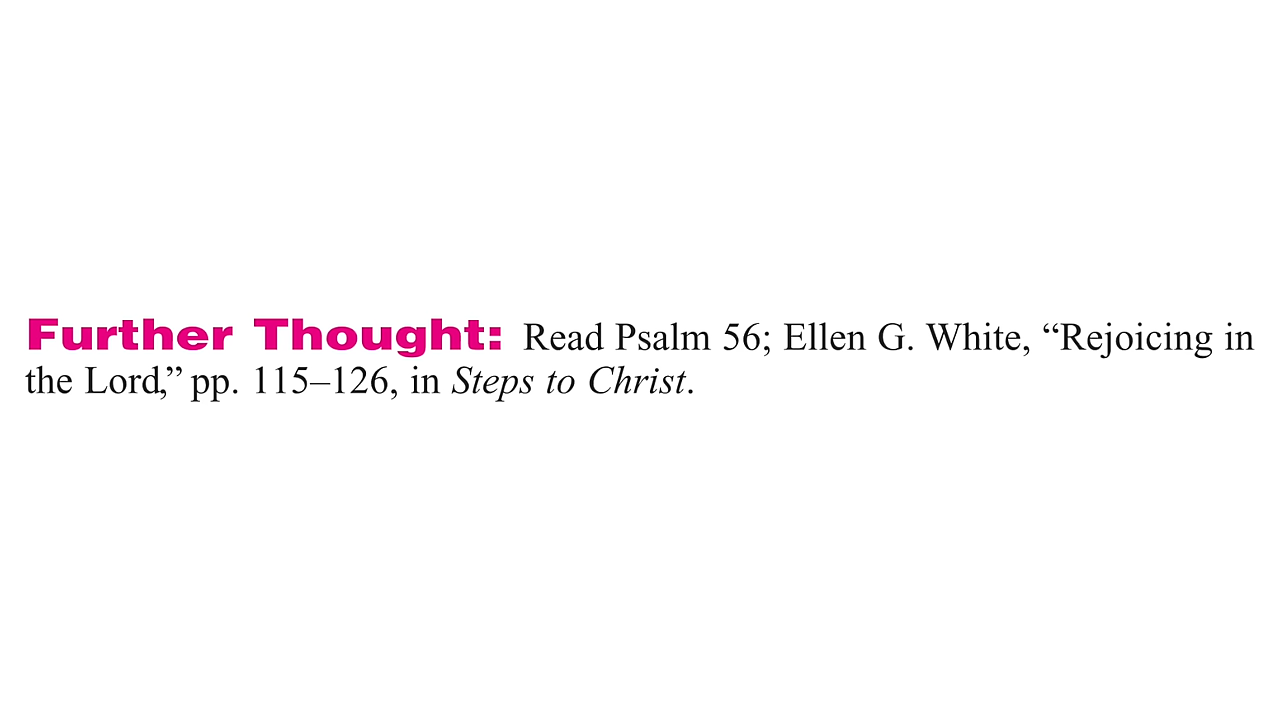 Further Thought: Read Psalm 56; Ellen G. White, “Rejoicing in
the Lord,” pp. 115–126, in Steps to Christ.